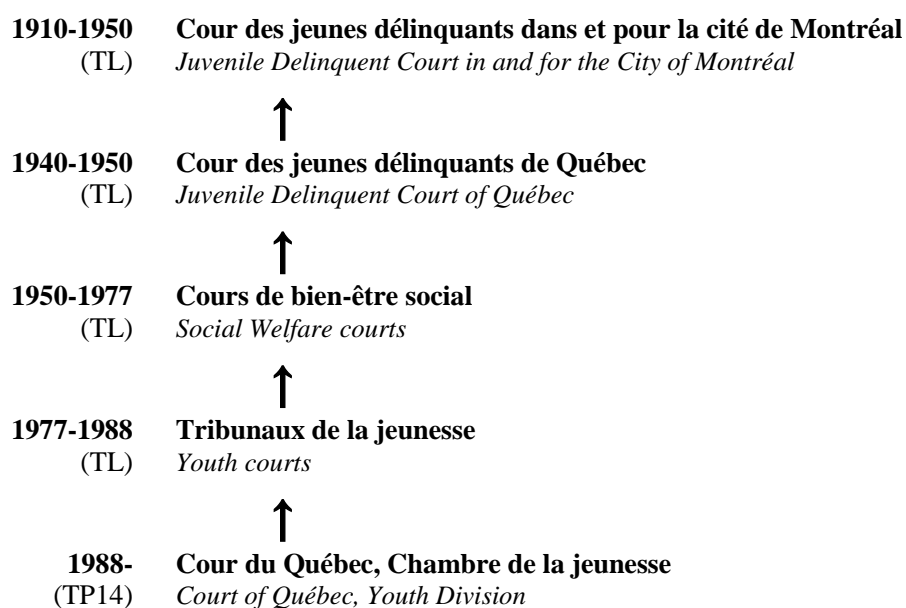 1910-1950 Cour des jeunes délinquants dans et pour la cité de Montréal
(TL) Juvenile Delinquent Court in and for the City of Montréal
1940-1950 Cour des jeunes délinquants de Québec
(TL) Juvenile Delinquent Court of Québec
1950-1977 Cours de bien-être social
(TL) Social Welfare courts
1977-1988 Tribunaux de la jeunesse
(TL) Youth courts
1988- Cour du Québec, Chambre de la jeunesse
(TP14) Court of Québec, Youth Division